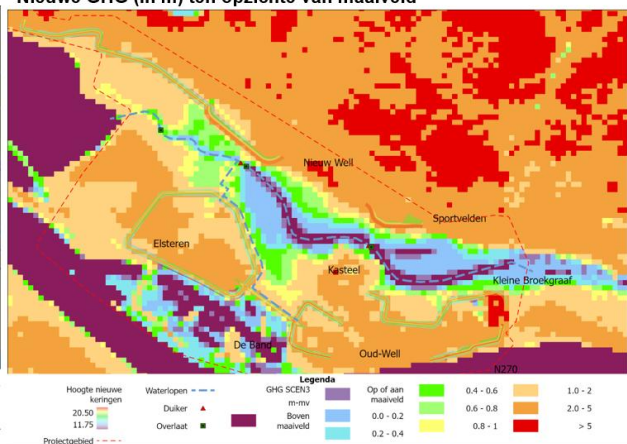 Nieuwe GHG (in m) ten opzichte van maaiveld
Nieuw Well
Sportvelden
Elsteren
Kasteel
Kleine Broekgraaf
De Band
Oud-Well
N270
Legenda
Hoogte nieuwe
keringen
20.50
11.75
Projectgebied
Waterlopen
Duiker
Overlaat
GHG SCEN3
m-mv
Boven
maaiveld
Op of aan
maaiveld
0.0 - 0.2
0.2 - 0.4
0.4 - 0.6
0.6 - 0.8
0.8 - 1
1.0 - 2
2.0 - 5
> 5